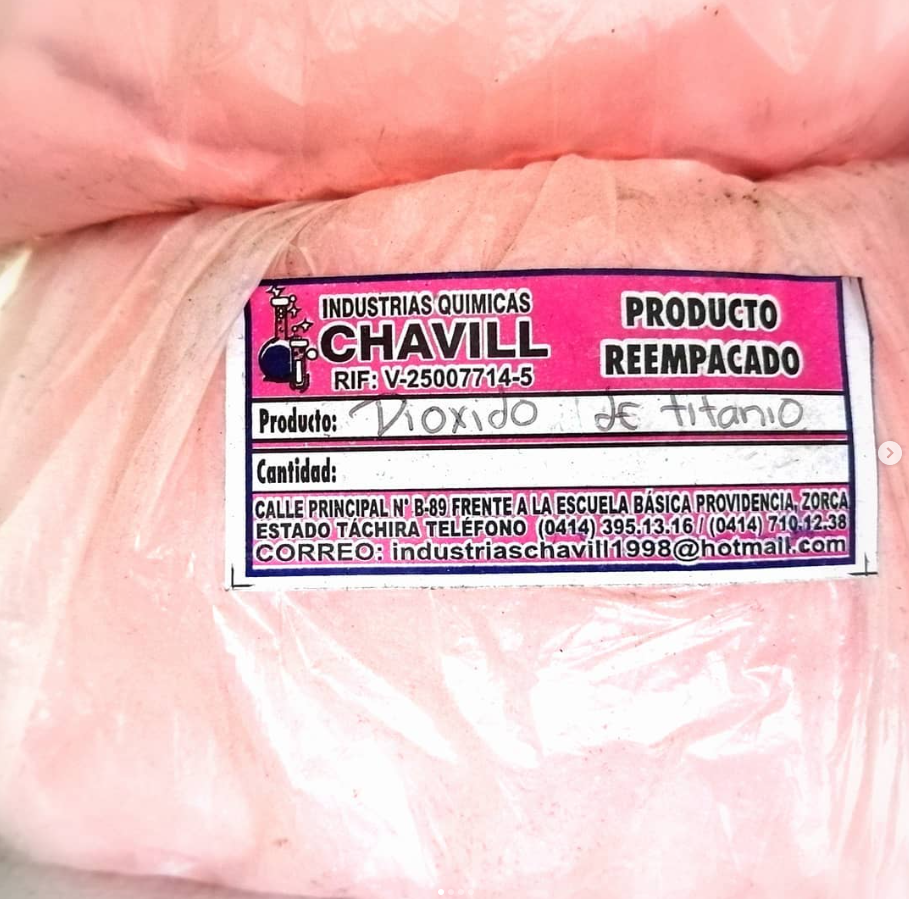 INDUSTRIAS QUIMICAS
CHAVILL
RIF: V-25007714-5
PRODUCTO
REEMPACADO
Producto: Dioxido de titanio
Cantidad:
CALLE PRINCIPAL N° B-89 FRENTE A LA ESCUELA BÁSICA PROVIDENCIA, ZORCA
ESTADO TÁCHIRA TELÉFONO (0414) 395.13.16 / (0414) 710.12.38
CORREO: industriaschavill1998@hotmail.com